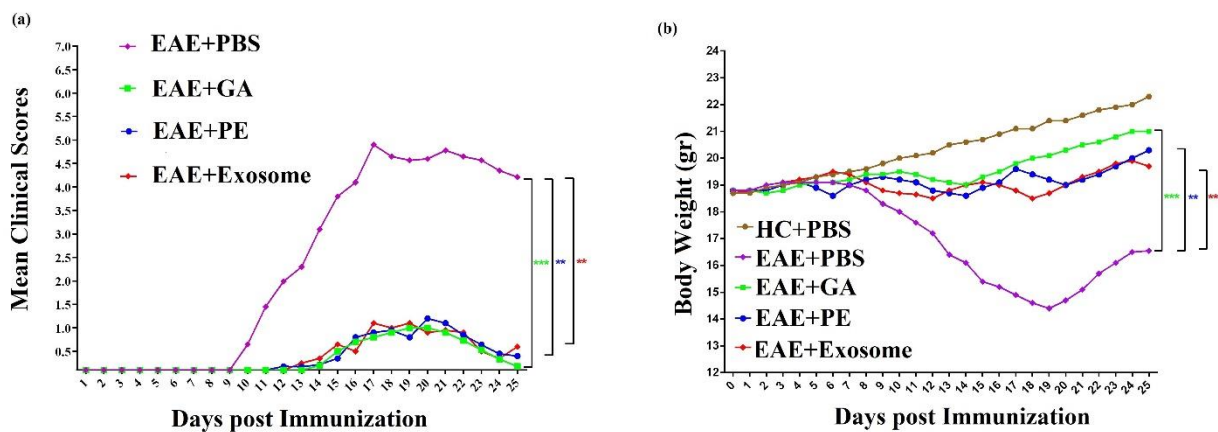 (a)
Mean Clinical Scores
7.0
6.5
6.0
5.5
5.0
4.5
4.0
3.5
3.0
2.5
2.0
1.5
1.0
0.5
EAE+PBS
EAE+GA
EAE+PE
EAE+Exosome
*** ** **
1 2 3 4 5 6 7 8 9 10 11 12 13 14 15 16 17 18 19 20 21 22 23 24 25
Days post Immunization
(b)
Body Weight (gr)
24
23
22
21
20
19
18
17
16
15
14
13
12
HC+PBS
EAE+PBS
EAE+GA
EAE+PE
EAE+Exosome
*** ** **
0 1 2 3 4 5 6 7 8 9 10 11 12 13 14 15 16 17 18 19 20 21 22 23 24 25
Days post Immunization